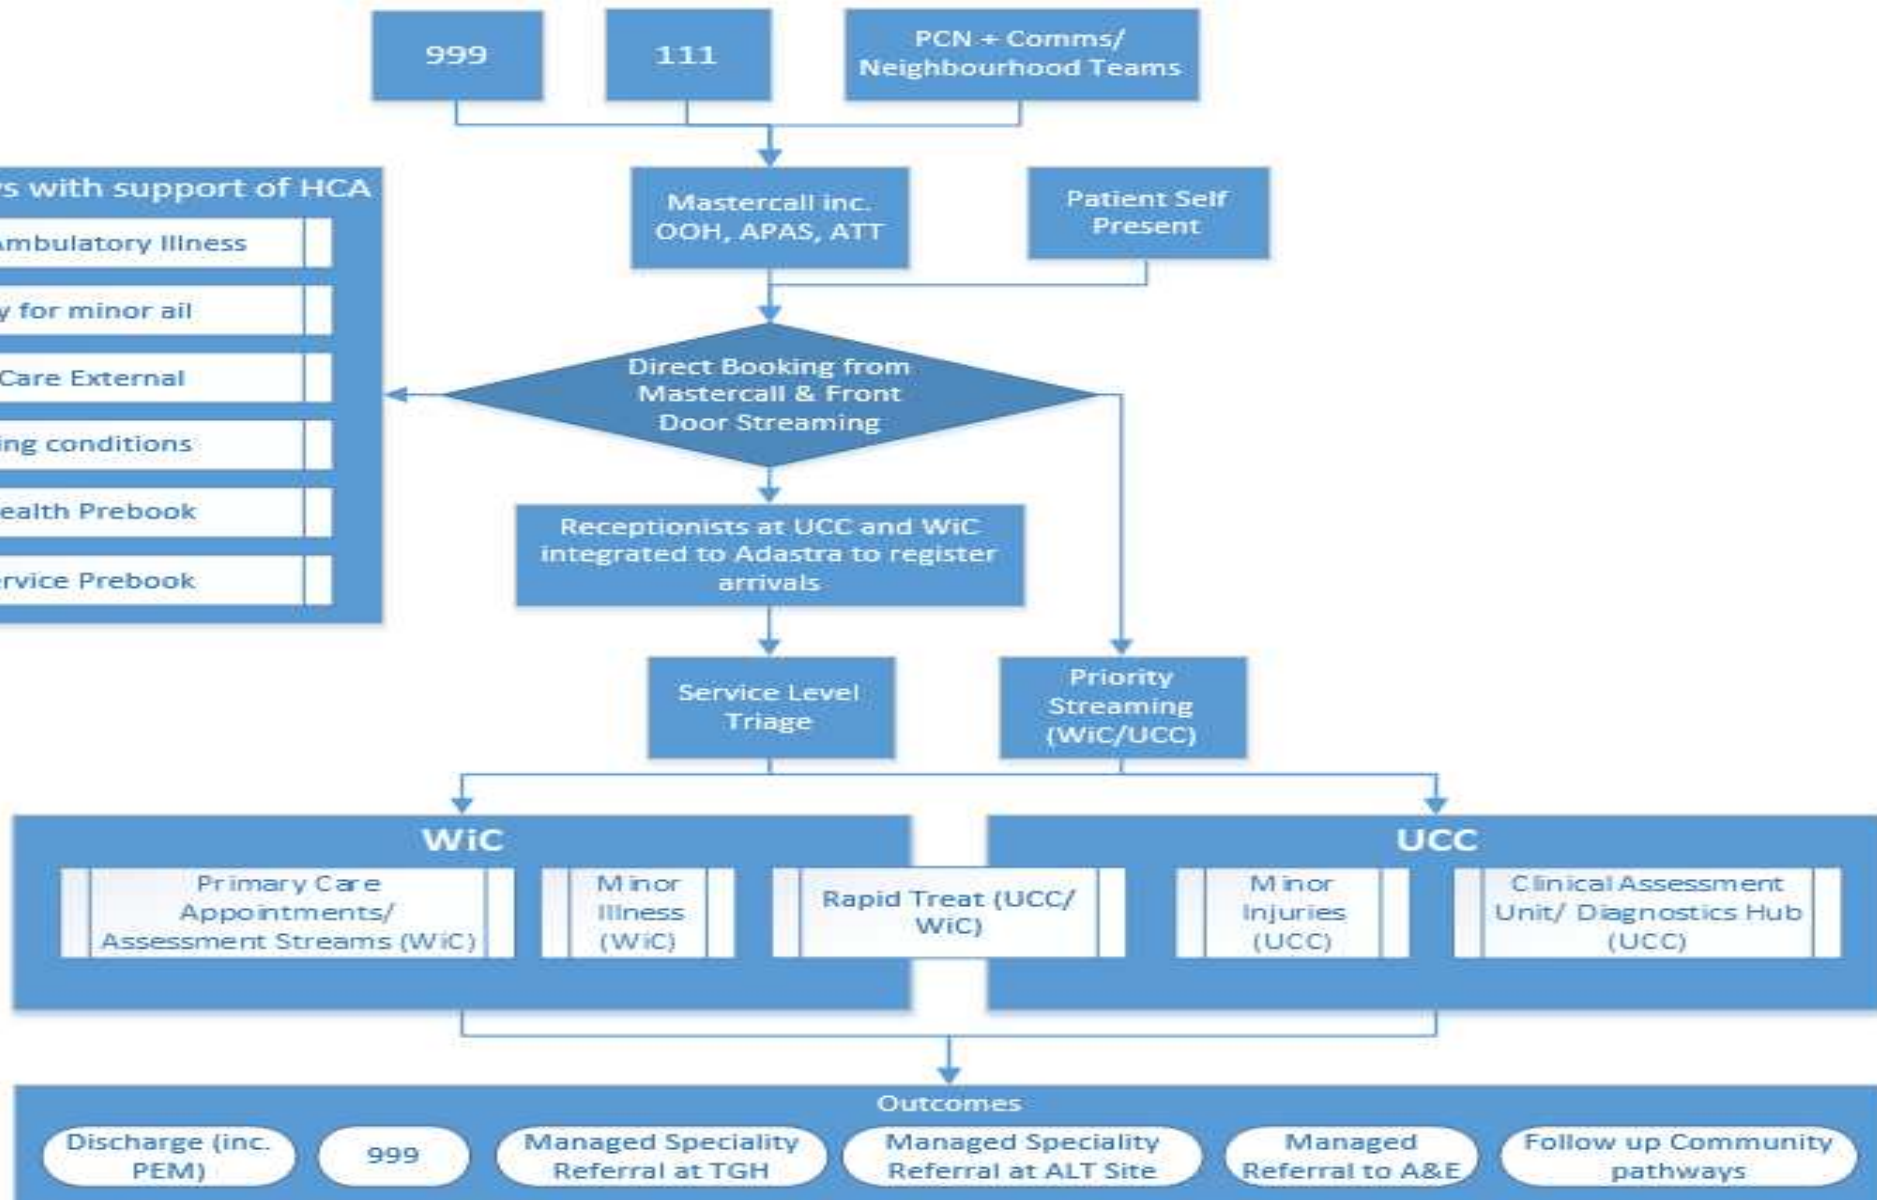 999
111
PCN + Comms/
Neighbourhood Teams
Mastercall inc.
OOH, APAS, ATT
Patient Self
Present
with support of HCA
Ambulatory Illness
for minor ail
Care External
conditions
Prebook
Prebook
Direct Booking from
Mastercall & Front
Door Streaming
Receptionists at UCC and WiC
integrated to Adastra to register
arrivals
Service Level
Triage
Priority
Streaming
(WiC/UCC)
WiC
Primary Care
Appointments/
Assessment Streams (WiC)
Minor
Illness
(WiC)
Rapid Treat (UCC/
WiC)
UCC
Minor
Injuries
(UCC)
Clinical Assessment
Unit/ Diagnostics Hub
(UCC)
Outcomes
Discharge (inc.
PEM)
999
Managed Speciality
Referral at TGH
Managed Speciality
Referral at ALT Site
Managed
Referral to A&E
Follow up Community
pathways